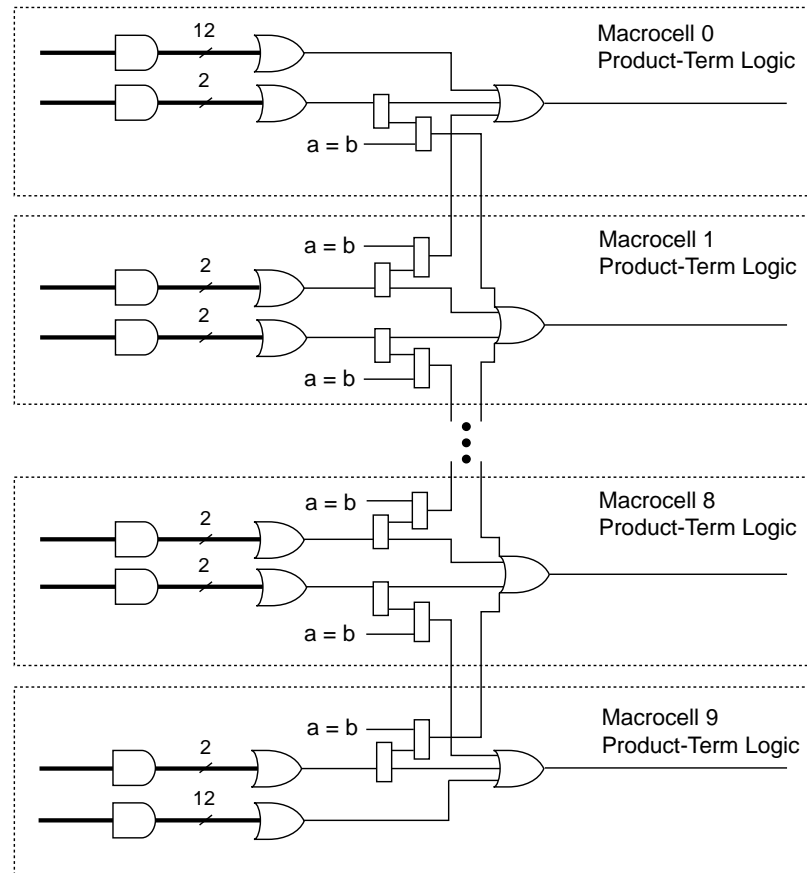 12
Macrocell 0
Product-Term Logic
2
a = b
Macrocell 1
Product-Term Logic
a = b
2
2
a = b
Macrocell 8
Product-Term Logic
a = b
2
2
a = b
Macrocell 9
Product-Term Logic
a = b
2
12